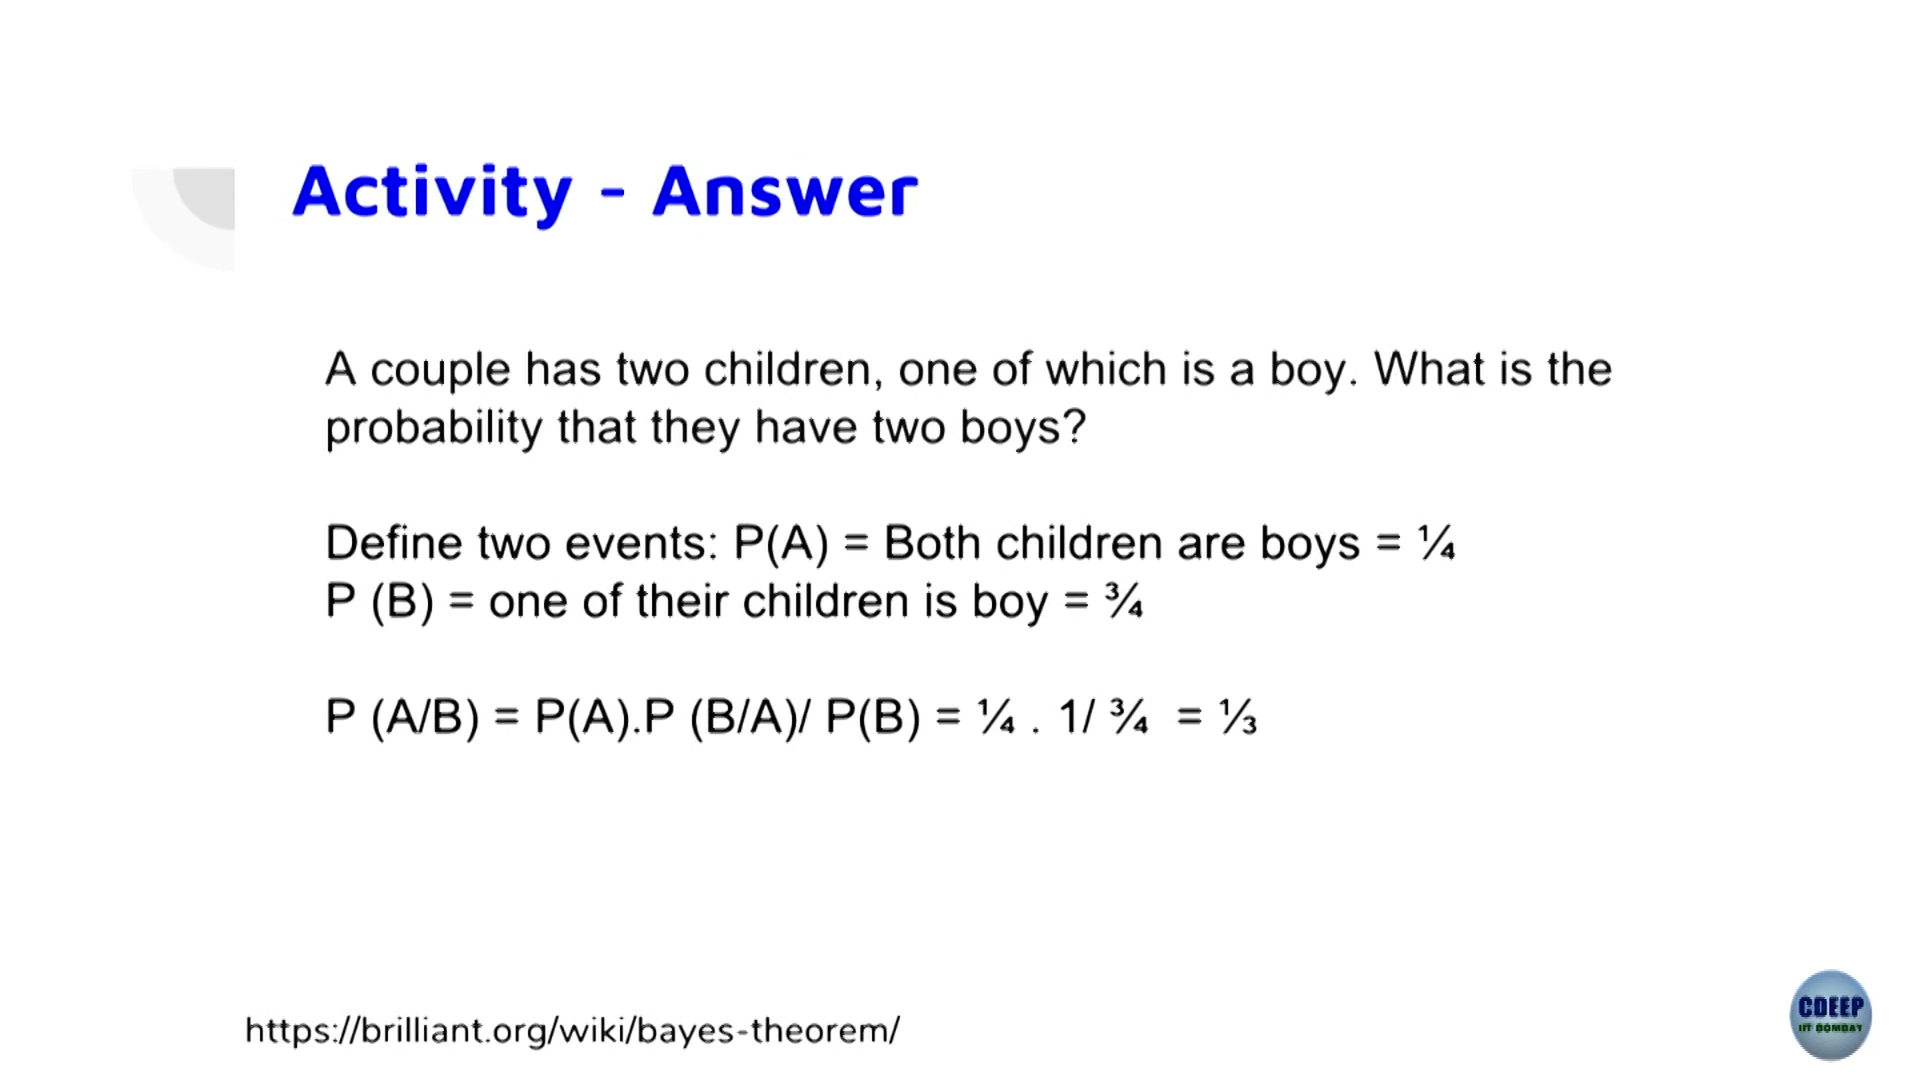 Activity - Answer
A couple has two children, one of which is a boy. What is the
probability that they have two boys?
Define two events: P(A) = Both children are boys = ¼
P (B) = one of their children is boy = ¾
P (A/B) = P(A).P (B/A)/ P(B) = ¼ . 1/ ¾ = ⅓
https://brilliant.org/wiki/bayes-theorem/
CDEEP
IIT BOMBAY